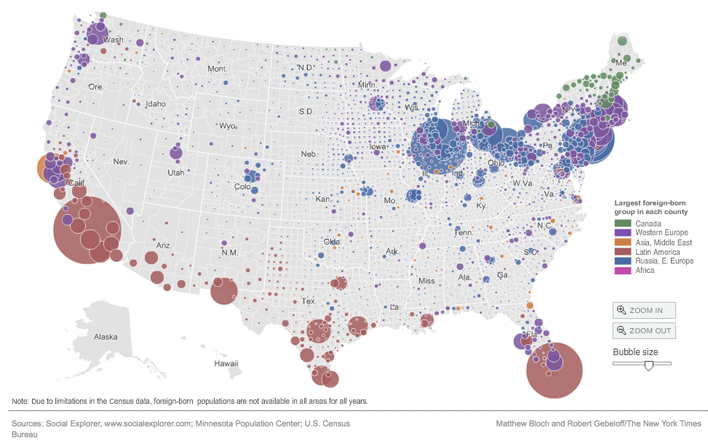 Wash.
Mont.
N.D.
Minn.
Me.
Ore.
Idaho
S.D.
Wis.
Mich.
Wyo.
Neb.
Iowa
Pa.
Nev.
Utah
Colo.
Ill.
Ind.
Ohio
W.Va.
Va.
Calif.
Kan.
Mo.
Ky.
Ariz.
N.M.
Okla.
Ark.
Tenn.
N.C.
S.C.
Tex.
La.
Miss.
Ala.
Ga.
Fla.
Alaska
Hawaii
Largest foreign-born
group in each county
Canada
Western Europe
Asia, Middle East
Latin America
Russia, E. Europe
Africa
ZOOM IN
ZOOM OUT
Bubble size
Note: Due to limitations in the Census data, foreign-born populations are not available in all areas for all years.
Sources: Social Explorer, www.socialexplorer.com; Minnesota Population Center; U.S. Census
Bureau
Matthew Bloch and Robert Gebeloff/The New York Times